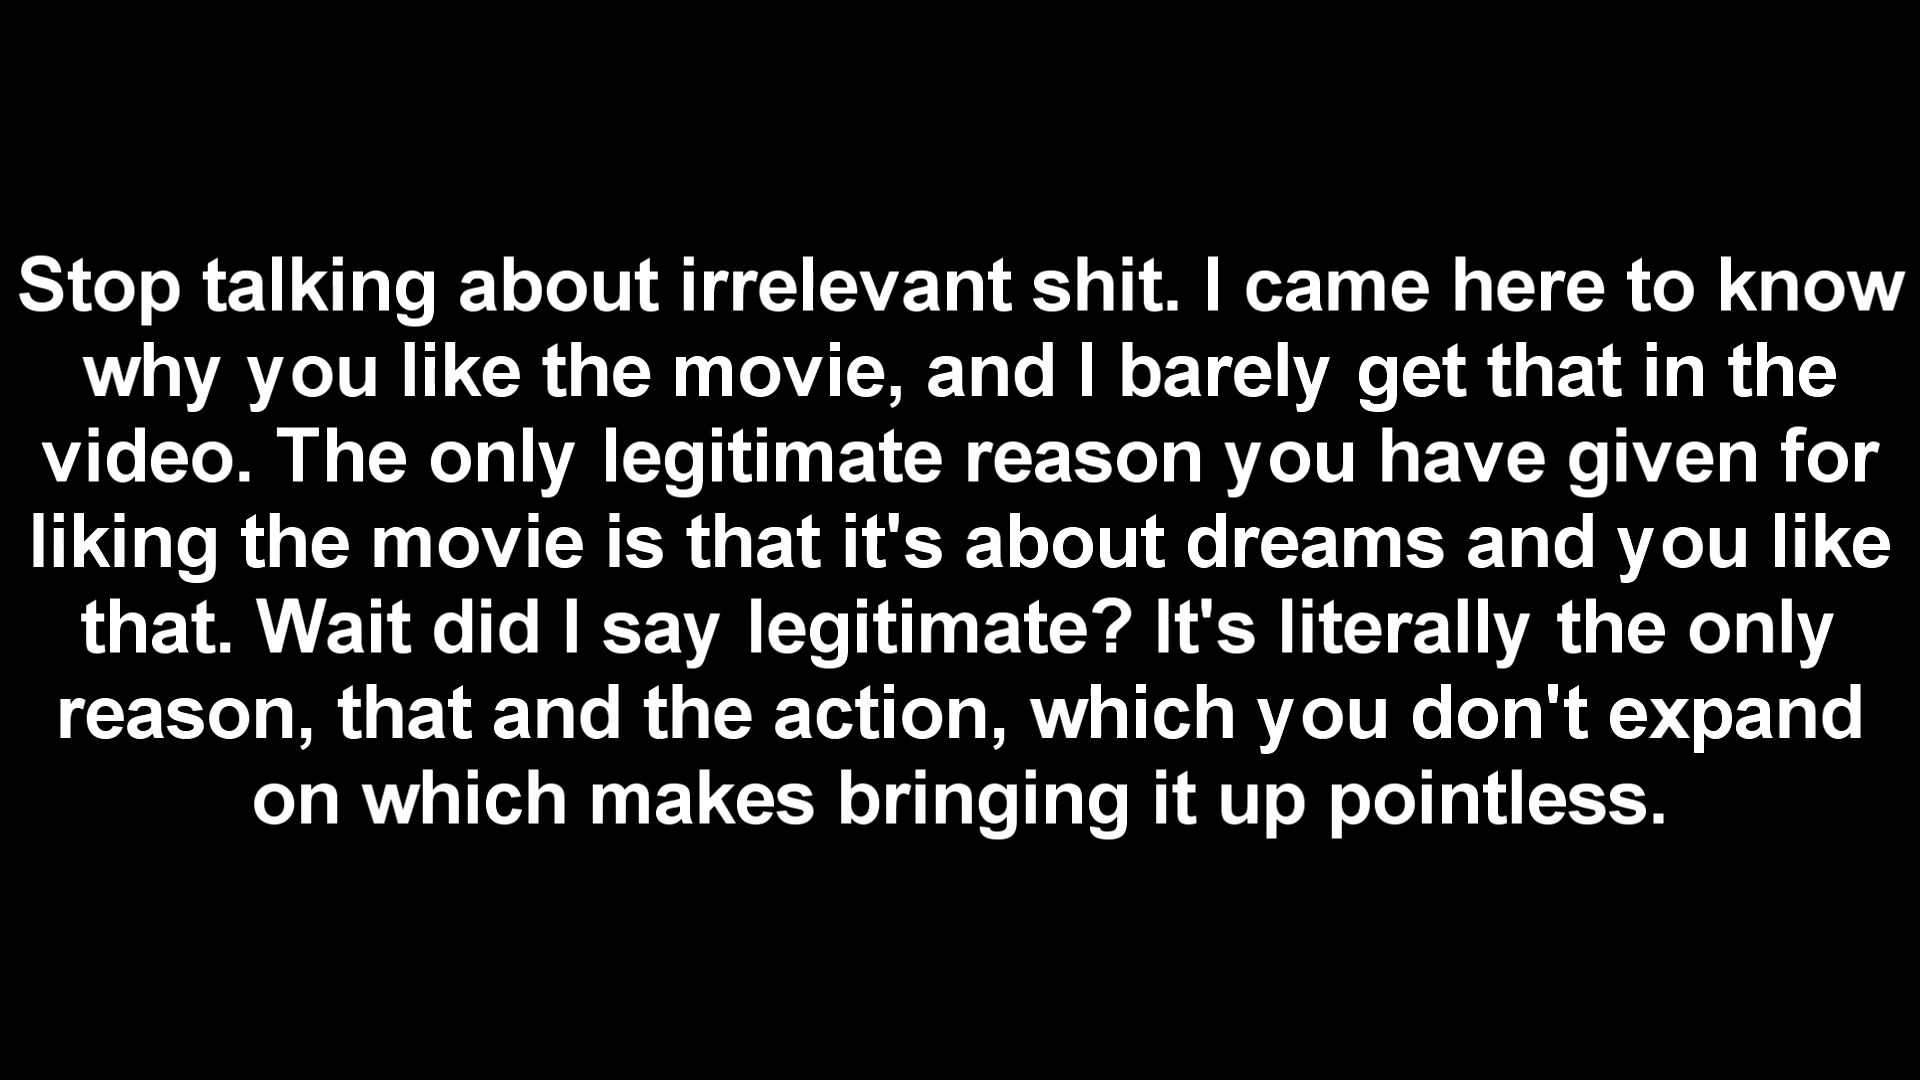 Stop talking about irrelevant shit. I came here to know
why you like the movie, and I barely get that in the
video. The only legitimate reason you have given for
liking the movie is that it's about dreams and you like
that. Wait did I say legitimate? It's literally the only
reason, that and the action, which you don't expand
on which makes bringing it up pointless.